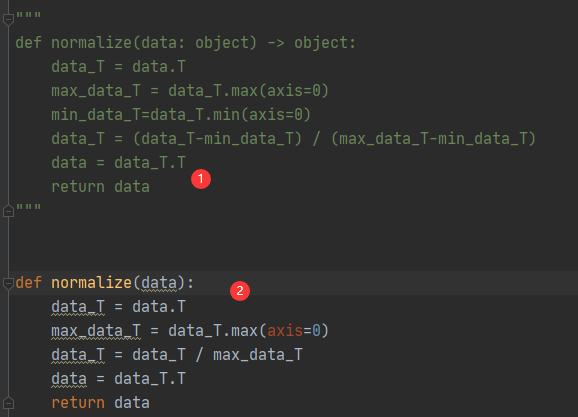 """
def normalize(data: object) -> object:
    data_T = data.T
    max_data_T = data_T.max(axis=0)
    min_data_T=data_T.min(axis=0)
    data_T = (data_T-min_data_T) / (max_data_T-min_data_T)
    data = data_T.T
1
    return data
"""
def normalize(data):
2
    data_T = data.T
    max_data_T = data_T.max(axis=0)
    data_T = data_T / max_data_T
    data = data_T.T
    return data